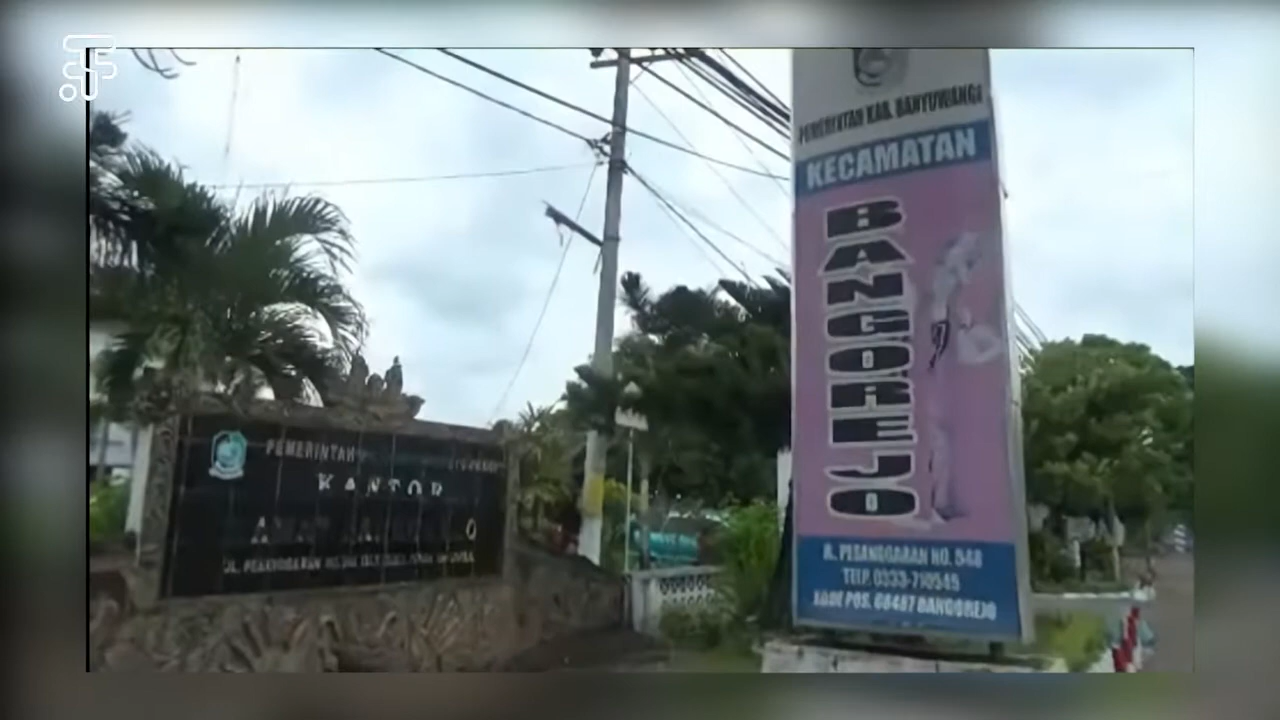 PEMERINTAH
KANTOR
PEMERINTAH KAB. BANYUWANGI
KECAMATAN
BANGOREJO
JL. PESANGGARAN NO. 548
TELP. 0333-710545
KODE POS. 68487 BANGOREJO